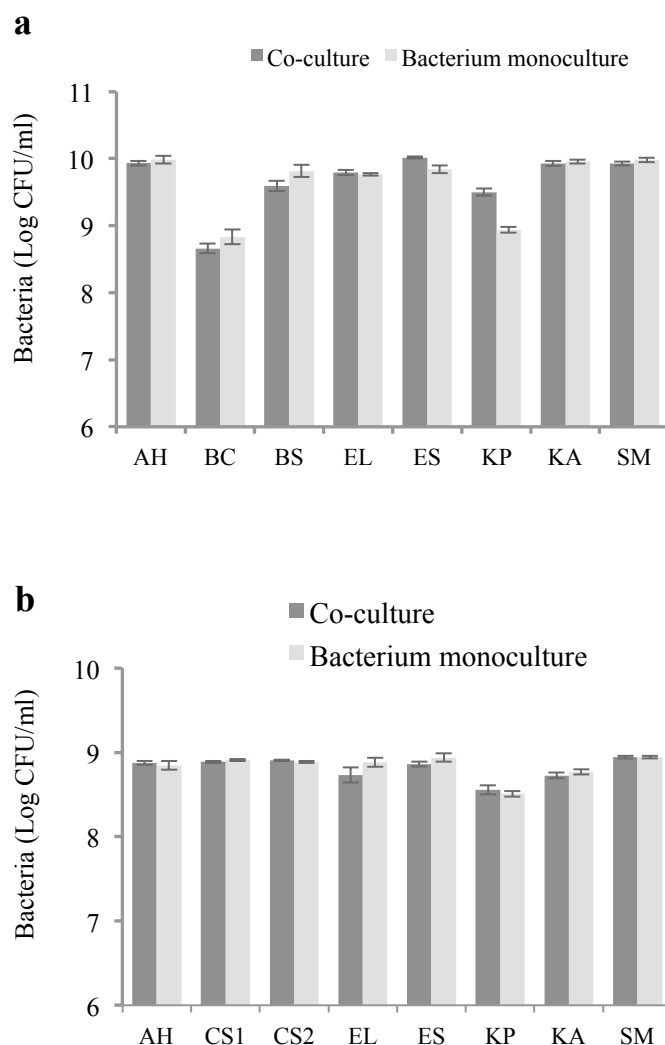 a
Co-culture Bacterium monoculture
11
10
9
8
7
6
Bacteria (Log CFU/ml)
AH BC BS EL ES KP KA SM
b
Co-culture
Bacterium monoculture
10
9
8
7
6
Bacteria (Log CFU/ml)
AH CS1 CS2 EL ES KP KA SM